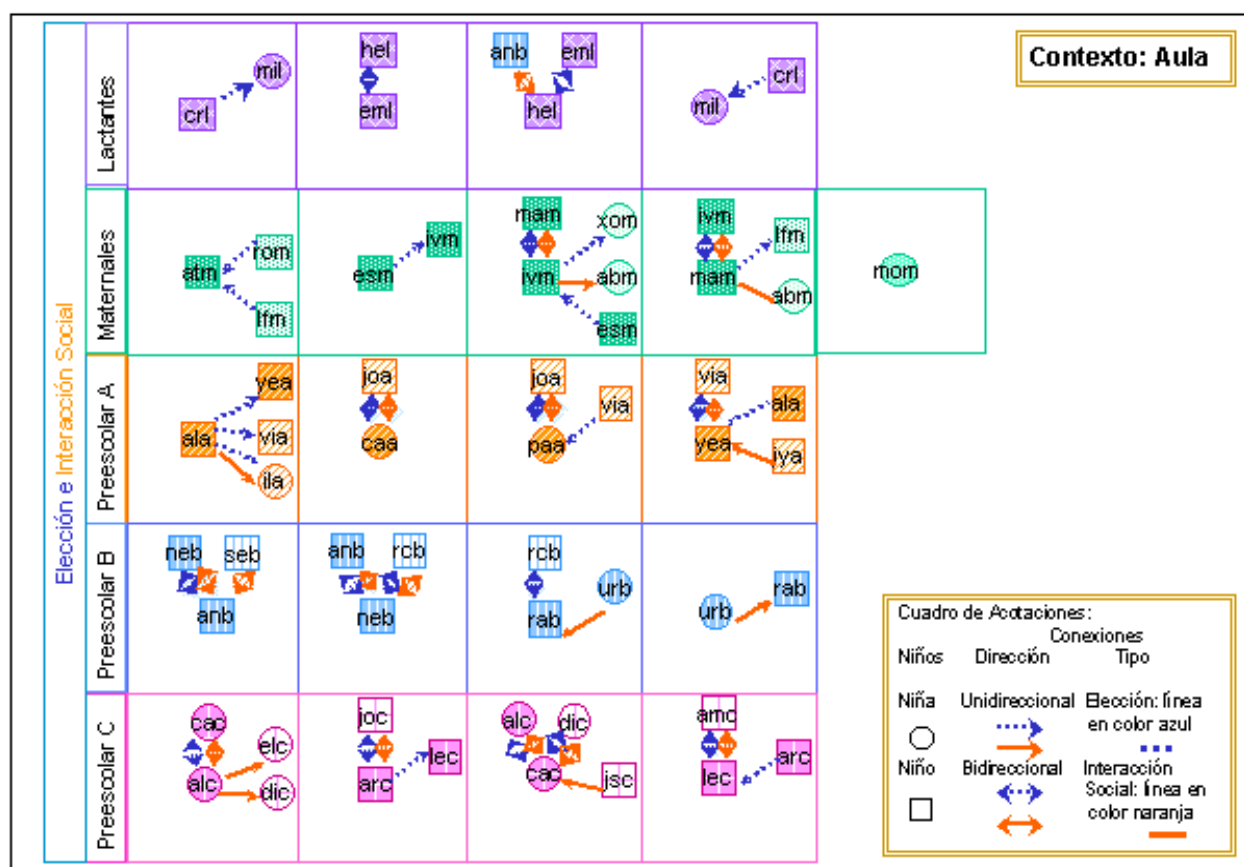 Contexto: Aula
Elección e Interacción Social
Lactantes
mil
crl
hel
eml
anb
eml
hel
crl
mil
Maternales
rom
atm
lfm
ivm
esm
mam
xom
ivm
abm
esm
ivm
lfm
mam
abm
mom
Preescolar A
yea
ala
via
ila
joa
caa
joa
via
paa
via
ala
yea
iya
Preescolar B
neb
seb
anb
anb
rcb
neb
rcb
urb
rab
rab
urb
Preescolar C
cac
elc
alc
dic
joc
lec
arc
alc
dic
cac
jsc
amc
arc
lec
Cuadro de Acotaciones:
Conexiones
Niños Dirección Tipo
Niña Unidireccional Elección: línea
en color azul
Niño Bidireccional Interacción
Social: línea en
color naranja